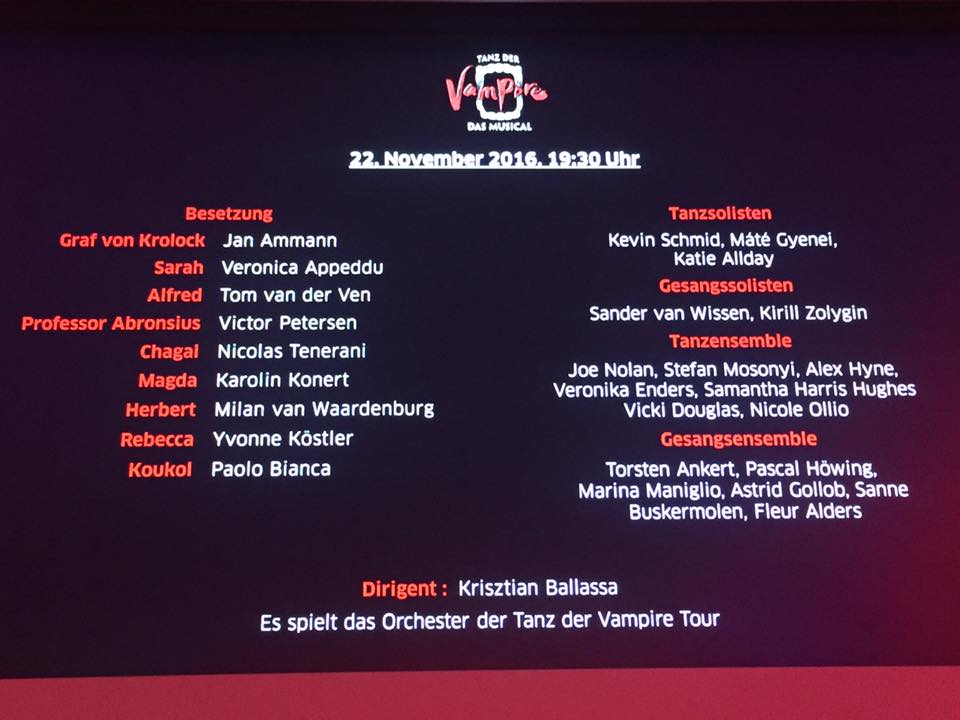 TANZ DER
Vampire
DAS MUSICAL
22. November 2016, 19:30 Uhr
Besetzung
Graf von Krolock Jan Ammann
Sarah Veronica Appeddu
Alfred Tom van der Ven
Professor Abronsius Victor Petersen
Chagal Nicolas Tenerani
Magda Karolin Konert
Herbert Milan van Waardenburg
Rebecca Yvonne Köstler
Koukol Paolo Bianca
Tanzsolisten
Kevin Schmid, Máté Gyenei,
Katie Allday
Gesangssolisten
Sander van Wissen, Kirill Zolygin
Tanzensemble
Joe Nolan, Stefan Mosonyi, Alex Hyne,
Veronika Enders, Samantha Harris Hughes
Vicki Douglas, Nicole Ollio
Gesangsensemble
Torsten Ankert, Pascal Höwing,
Marina Maniglio, Astrid Gollob, Sanne
Buskermolen, Fleur Alders
Dirigent : Krisztian Ballassa
Es spielt das Orchester der Tanz der Vampire Tour